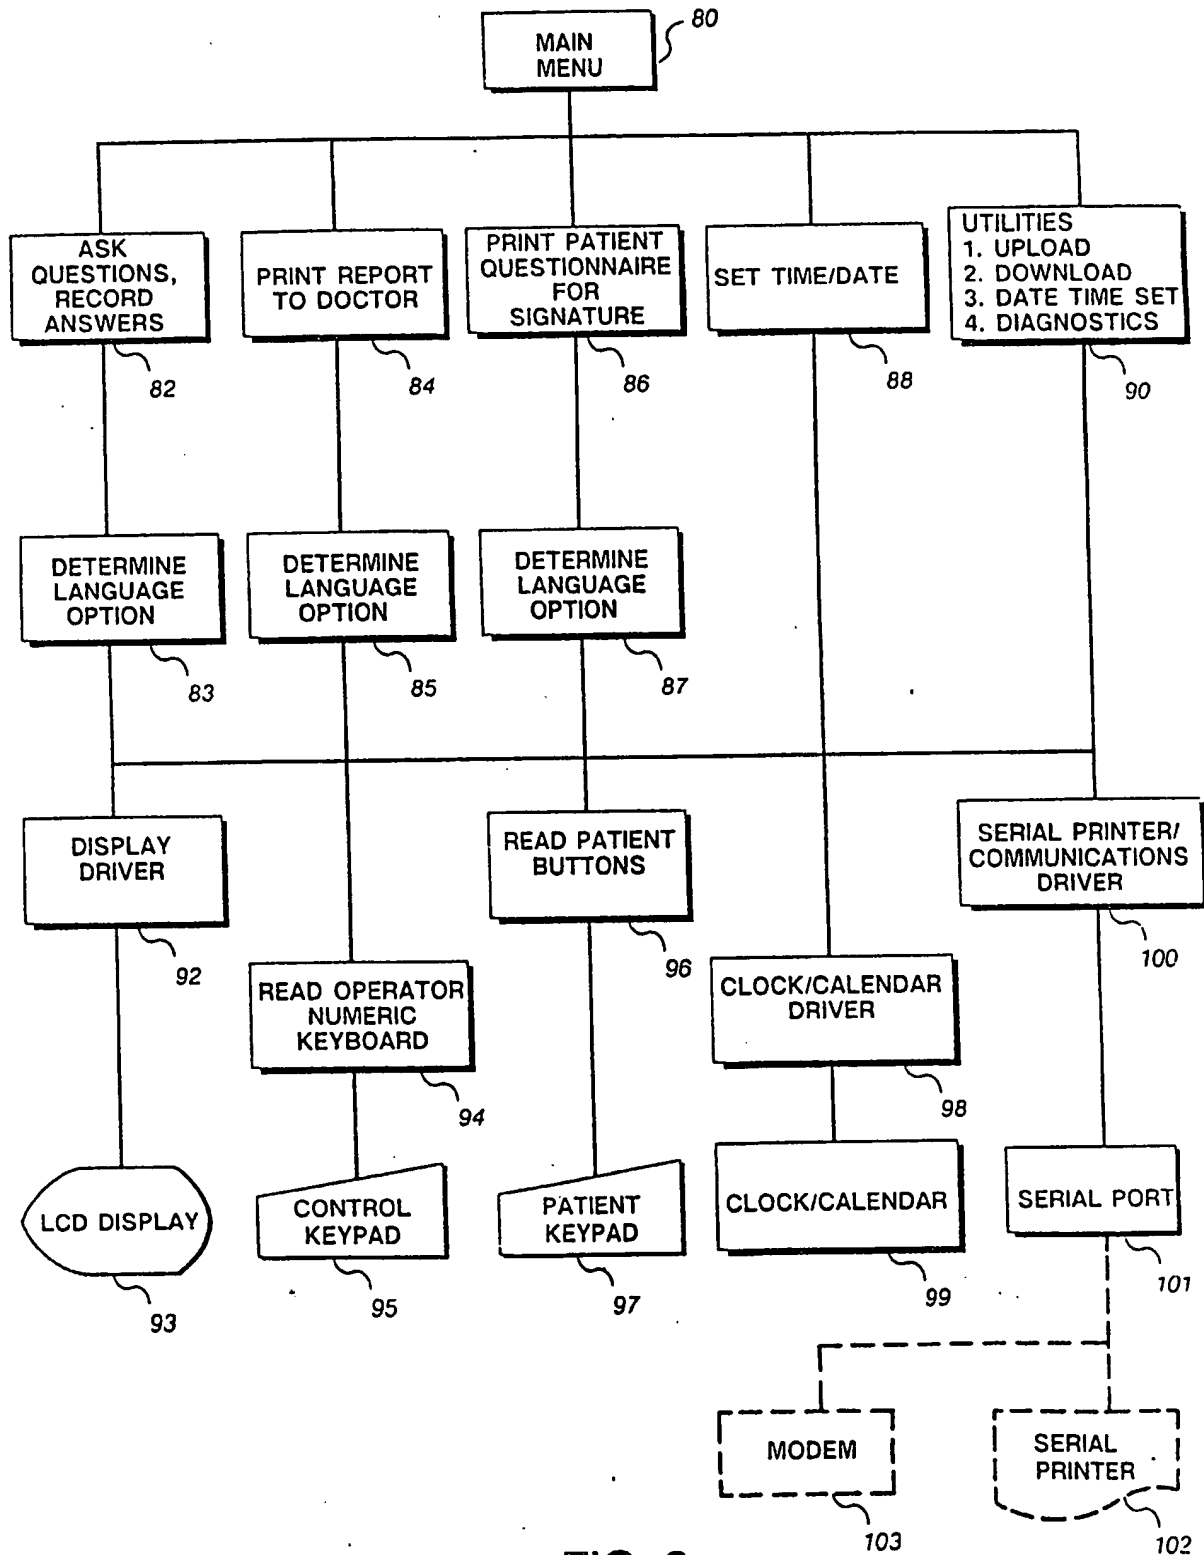 80
MAIN
MENU
ASK
QUESTIONS,
RECORD
ANSWERS
82
PRINT REPORT
TO DOCTOR
84
PRINT PATIENT
QUESTIONNAIRE
FOR
SIGNATURE
86
SET TIME/DATE
88
UTILITIES
1. UPLOAD
2. DOWNLOAD
3. DATE TIME SET
4. DIAGNOSTICS
90
DETERMINE
LANGUAGE
OPTION
83
DETERMINE
LANGUAGE
OPTION
85
DETERMINE
LANGUAGE
OPTION
87
DISPLAY
DRIVER
92
READ PATIENT
BUTTONS
96
SERIAL PRINTER/
COMMUNICATIONS
DRIVER
100
READ OPERATOR
NUMERIC
KEYBOARD
94
CLOCK/CALENDAR
DRIVER
98
LCD DISPLAY
93
CONTROL
KEYPAD
95
PATIENT
KEYPAD
97
CLOCK/CALENDAR
99
SERIAL PORT
101
MODEM
103
SERIAL
PRINTER
102